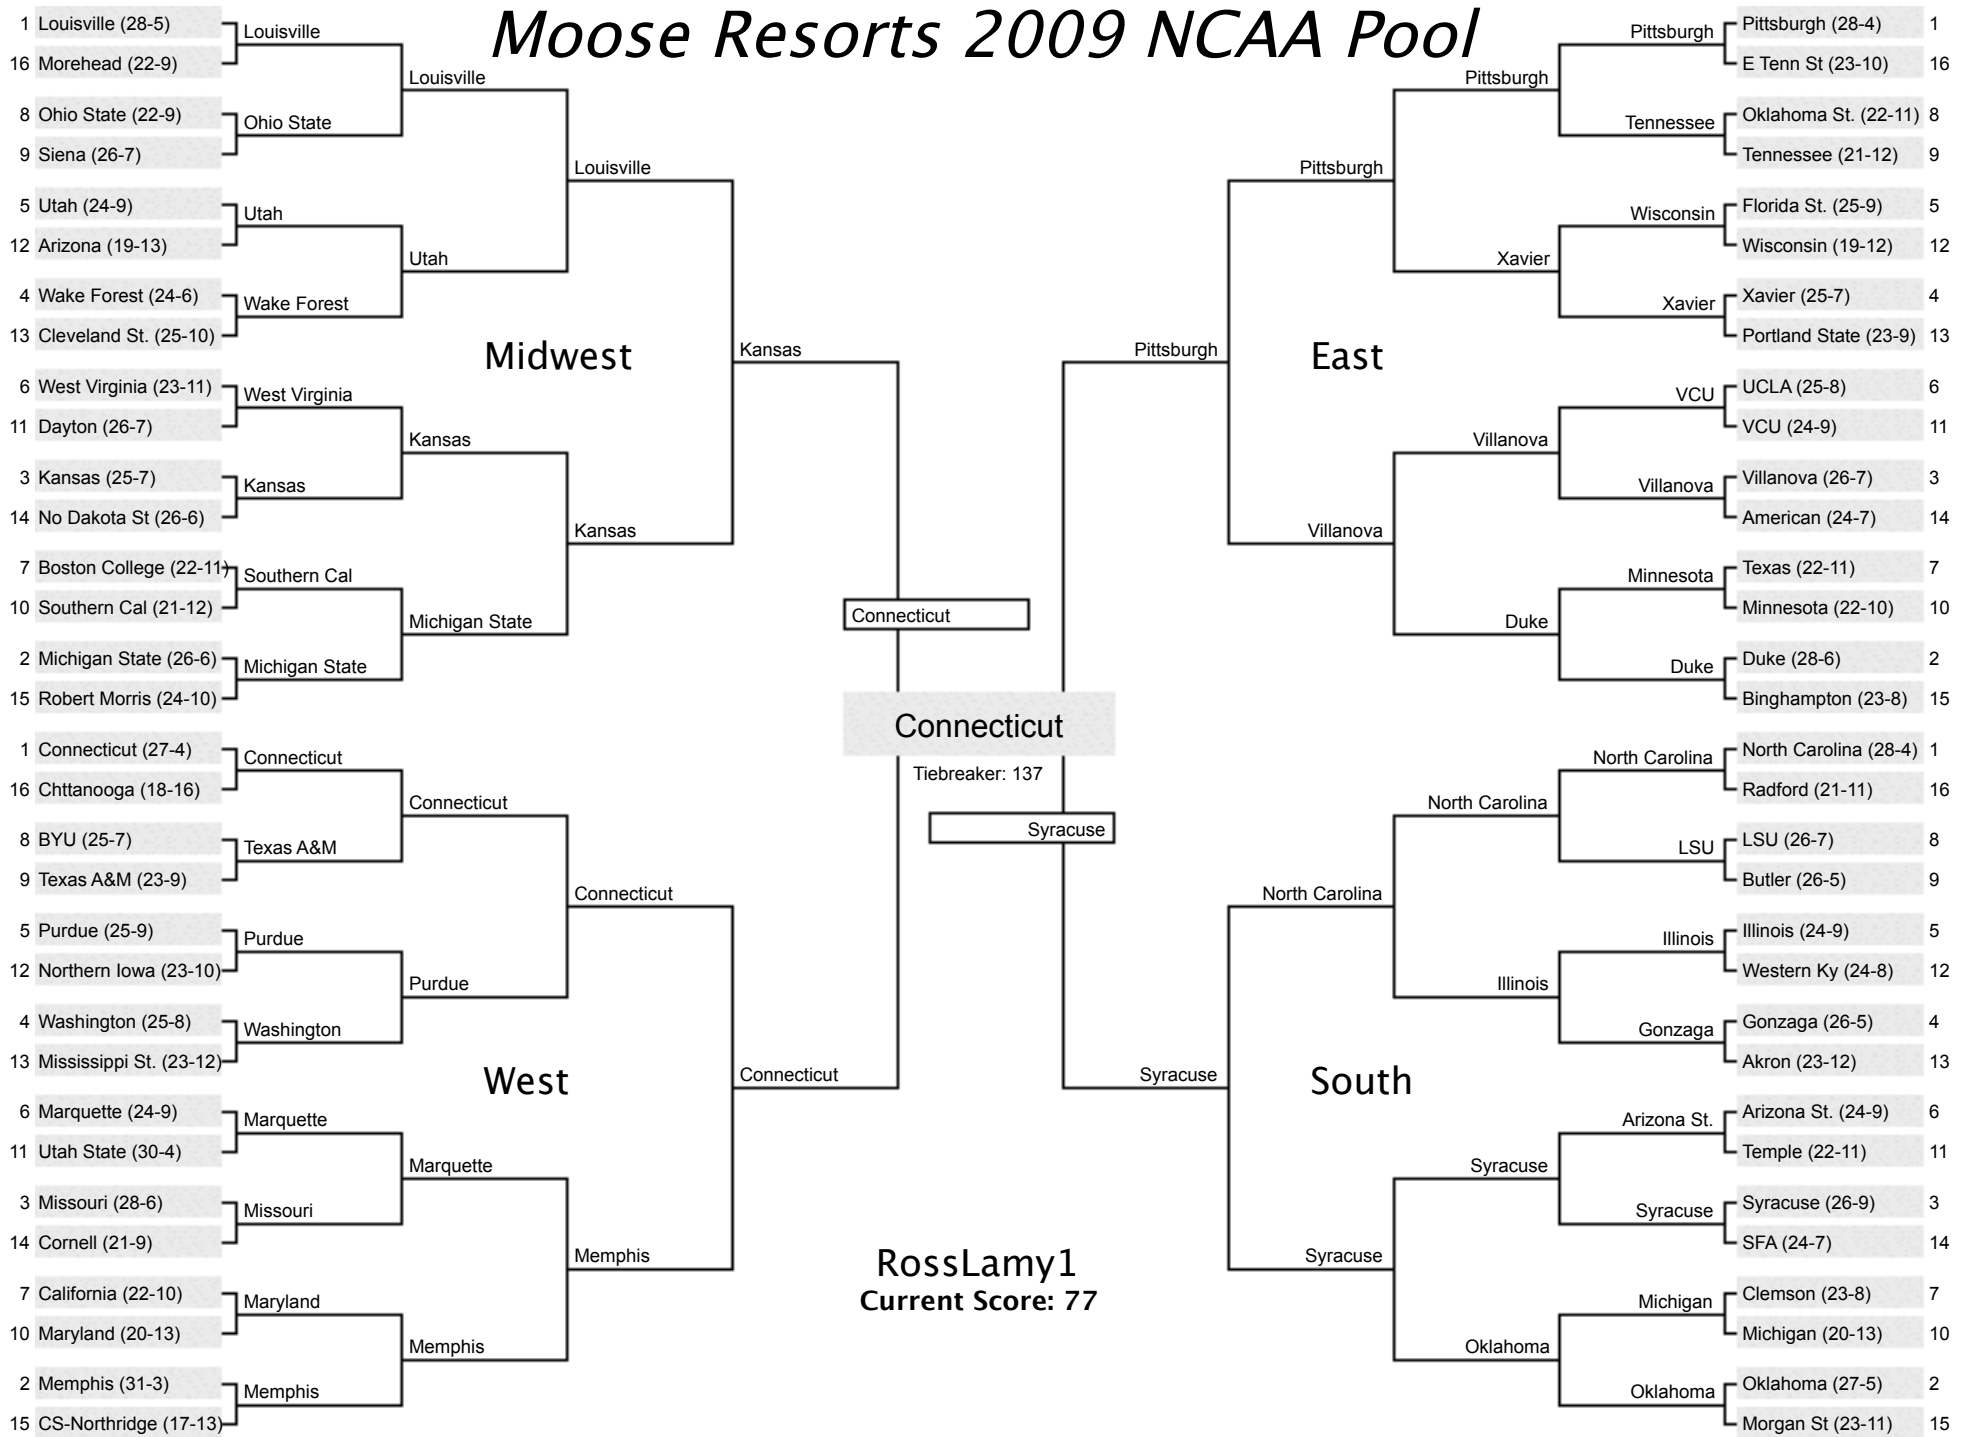 Moose Resorts 2009 NCAA Pool
1 Louisville (28-5)
16 Morehead (22-9)
8 Ohio State (22-9)
9 Siena (26-7)
5 Utah (24-9)
12 Arizona (19-13)
4 Wake Forest (24-6)
13 Cleveland St. (25-10)
6 West Virginia (23-11)
11 Dayton (26-7)
3 Kansas (25-7)
14 No Dakota St (26-6)
7 Boston College (22-11)
10 Southern Cal (21-12)
2 Michigan State (26-6)
15 Robert Morris (24-10)
Louisville
Ohio State
Utah
Wake Forest
West Virginia
Kansas
Southern Cal
Michigan State
Louisville
Utah
Kansas
Michigan State
Louisville
Kansas
Kansas
Midwest
1 Connecticut (27-4)
16 Chttanooga (18-16)
8 BYU (25-7)
9 Texas A&M (23-9)
5 Purdue (25-9)
12 Northern Iowa (23-10)
4 Washington (25-8)
13 Mississippi St. (23-12)
6 Marquette (24-9)
11 Utah State (30-4)
3 Missouri (28-6)
14 Cornell (21-9)
7 California (22-10)
10 Maryland (20-13)
2 Memphis (31-3)
15 CS-Northridge (17-13)
Connecticut
Texas A&M
Purdue
Washington
Marquette
Missouri
Maryland
Memphis
Connecticut
Purdue
Marquette
Memphis
Connecticut
Memphis
Connecticut
West
Connecticut
Connecticut
Tiebreaker: 137
Syracuse
RossLamy1
Current Score: 77
Pittsburgh (28-4) 1
E Tenn St (23-10) 16
Oklahoma St. (22-11) 8
Tennessee (21-12) 9
Florida St. (25-9) 5
Wisconsin (19-12) 12
Xavier (25-7) 4
Portland State (23-9) 13
UCLA (25-8) 6
VCU (24-9) 11
Villanova (26-7) 3
American (24-7) 14
Texas (22-11) 7
Minnesota (22-10) 10
Duke (28-6) 2
Binghampton (23-8) 15
Pittsburgh
Tennessee
Wisconsin
Xavier
VCU
Villanova
Minnesota
Duke
Pittsburgh
Xavier
Villanova
Duke
Pittsburgh
Villanova
Pittsburgh
East
North Carolina (28-4) 1
Radford (21-11) 16
LSU (26-7) 8
Butler (26-5) 9
Illinois (24-9) 5
Western Ky (24-8) 12
Gonzaga (26-5) 4
Akron (23-12) 13
Arizona St. (24-9) 6
Temple (22-11) 11
Syracuse (26-9) 3
SFA (24-7) 14
Clemson (23-8) 7
Michigan (20-13) 10
Oklahoma (27-5) 2
Morgan St (23-11) 15
North Carolina
LSU
Illinois
Gonzaga
Arizona St.
Syracuse
Michigan
Oklahoma
North Carolina
Illinois
Syracuse
Oklahoma
North Carolina
Syracuse
Syracuse
South